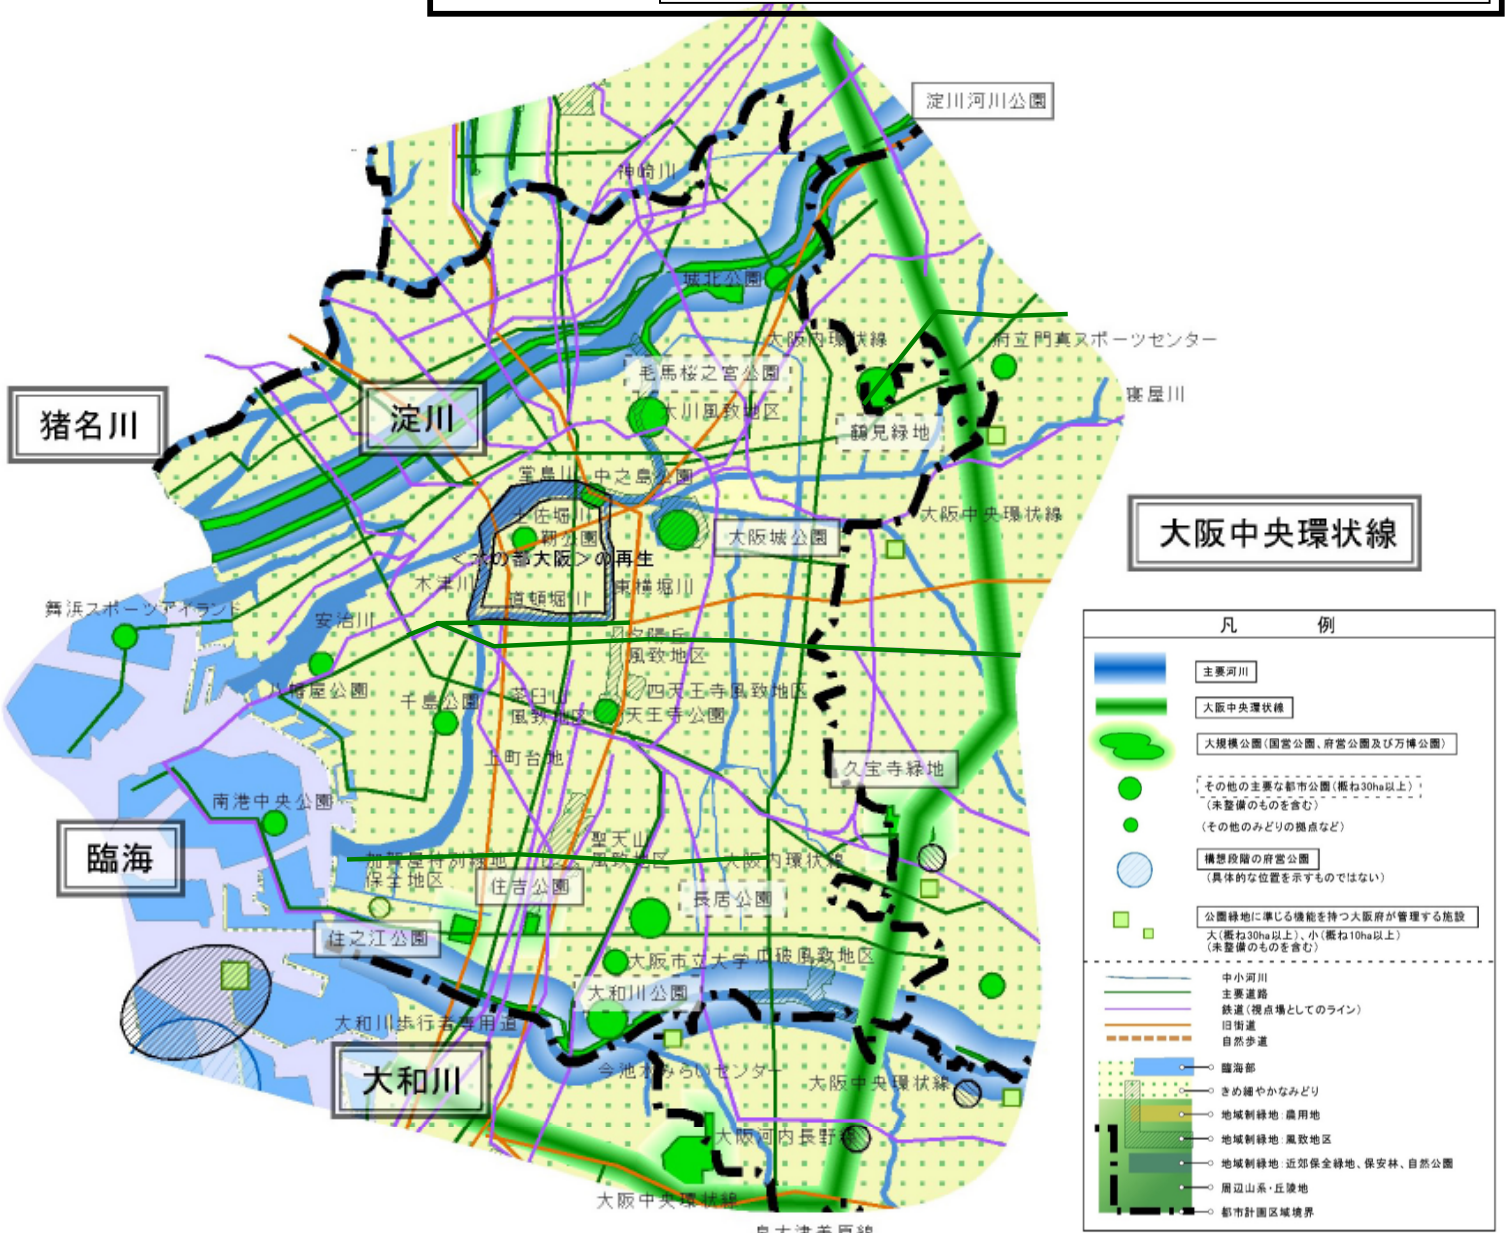 淀川河川公園
神崎川
城北公園
大阪内環状線
府立門真スポーツセンター
毛馬桜之宮公園
寝屋川
猪名川
淀川
大川風致地区
鶴見緑地
堂島川
中之島公園
土佐堀川
大阪中央環状線
靭公園
大阪城公園
大阪中央環状線
<水の都大阪>の再生
木津川
東横堀川
道頓堀川
舞浜スポーツアイランド
安治川
夕陽丘
風致地区
八幡屋公園
千島公園
茶臼山
風致地区
四天王寺風致地区
天王寺公園
上町台地
久宝寺緑地
南港中央公園
臨海
聖天山
風致地区
加賀屋特別緑地
保全地区
大阪内環状線
住吉公園
長居公園
住之江公園
大阪市立大学
瓜破風致地区
大和川公園
大和川歩行者専用道
大和川
今池水みらいセンター
大阪中央環状線
大阪河内長野線
大阪中央環状線
凡 例
主要河川
大阪中央環状線
大規模公園(国営公園、府営公園及び万博公園)
その他の主要な都市公園(概ね30ha以上)
(未整備のものを含む)
(その他のみどりの拠点など)
構想段階の府営公園
(具体的な位置を示すものではない)
公園緑地に準じる機能を持つ大阪府が管理する施設
大(概ね30ha以上)、小(概ね10ha以上)
(未整備のものを含む)
中小河川
主要道路
鉄道(視点場としてのライン)
旧街道
自然歩道
臨海部
きめ細やかなみどり
地域制緑地:農用地
地域制緑地:風致地区
地域制緑地:近郊保全緑地、保安林、自然公園
周辺山系・丘陵地
都市計画区域境界